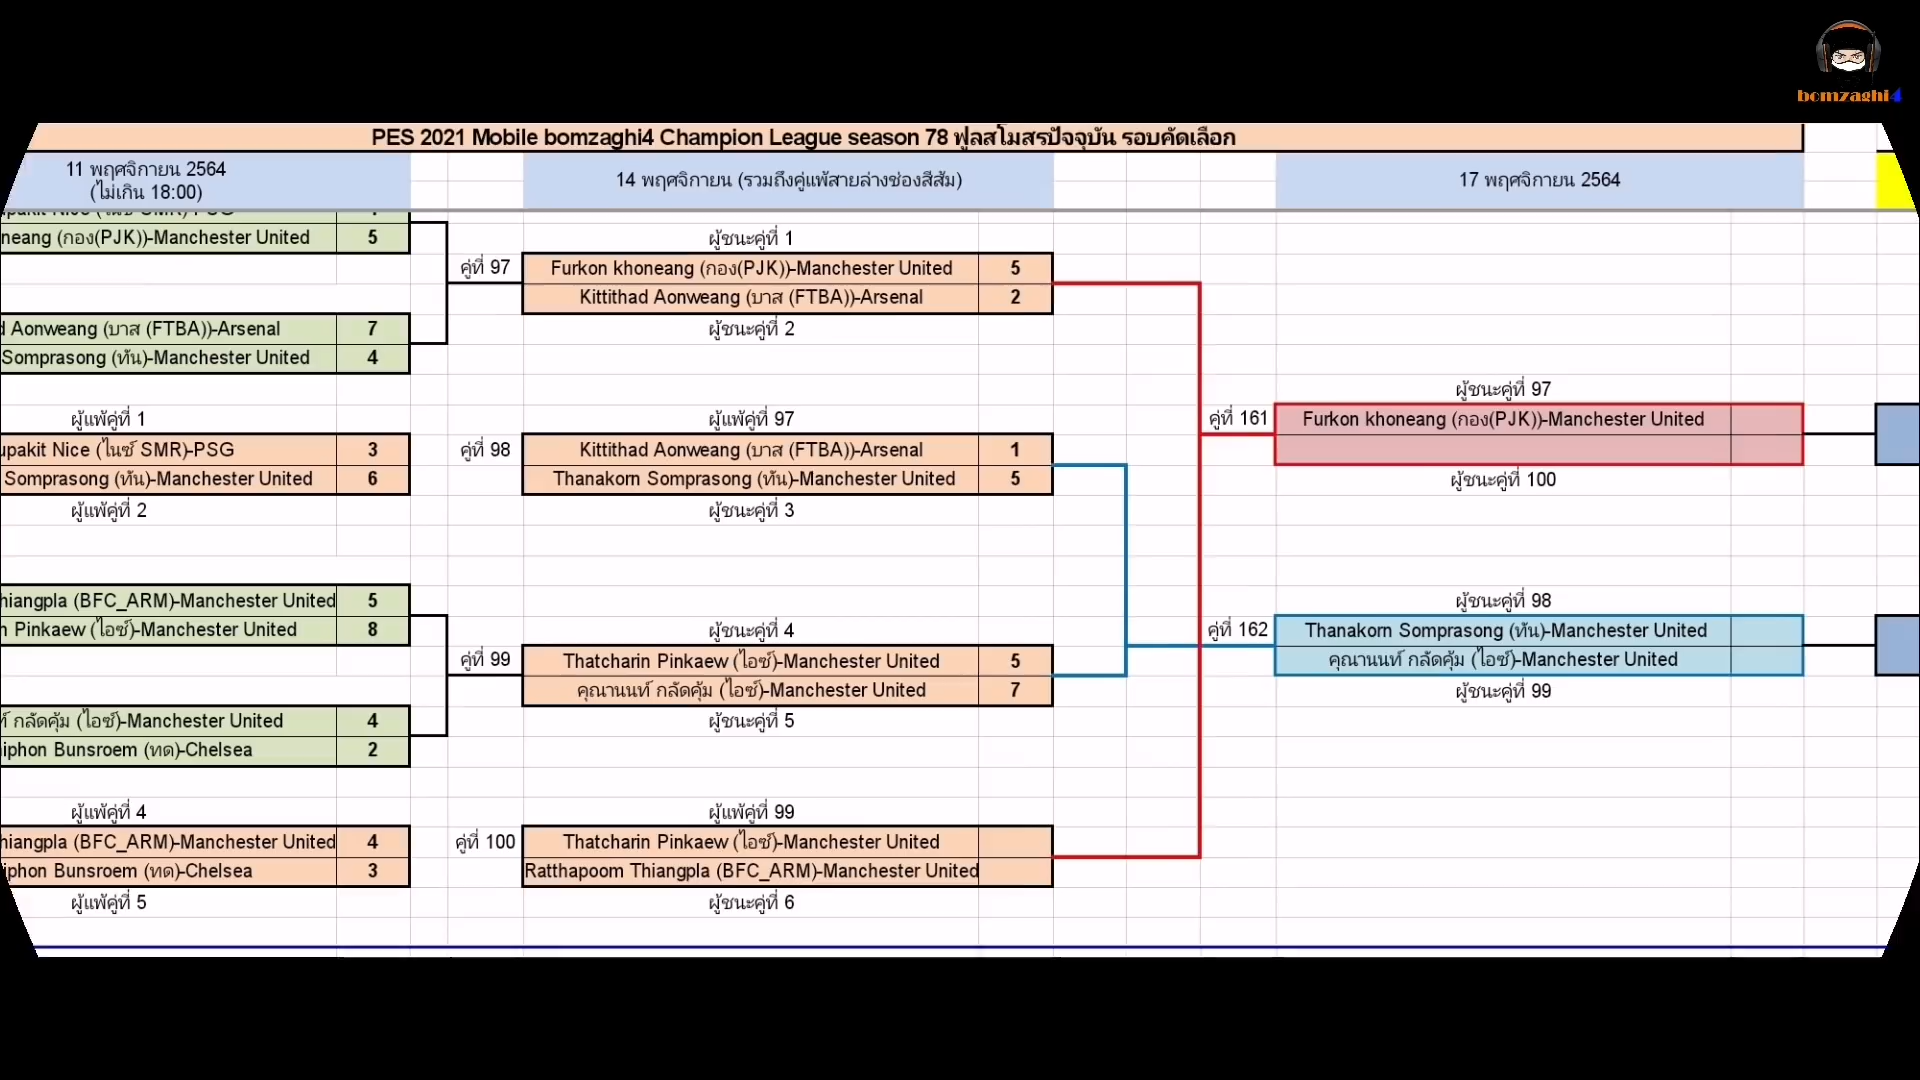 bomzaghi4
PES 2021 Mobile bomzaghi4 Champion League season 78 ฟูลสโมสรปัจจุบัน รอบคัดเลือก
11 พฤศจิกายน 2564
(ไม่เกิน 18:00)
14 พฤศจิกายน (รวมถึงคู่แพ้สายล่างช่องสีส้ม)
17 พฤศจิกายน 2564
neang (กอง(PJK))-Manchester United 5
ผู้ชนะคู่ที่ 1
คู่ที่ 97
Furkon khoneang (กอง(PJK))-Manchester United 5
Kittithad Aonweang (บาส (FTBA))-Arsenal 2
ผู้ชนะคู่ที่ 2
d Aonweang (บาส (FTBA))-Arsenal 7
Somprasong (ทัน)-Manchester United 4
ผู้ชนะคู่ที่ 97
ผู้แพ้คู่ที่ 1
ผู้แพ้คู่ที่ 97
คู่ที่ 161
Furkon khoneang (กอง(PJK))-Manchester United
ผู้ชนะคู่ที่ 100
upakit Nice (ไนซ์ SMR)-PSG 3
Somprasong (ทัน)-Manchester United 6
ผู้แพ้คู่ที่ 2
คู่ที่ 98
Kittithad Aonweang (บาส (FTBA))-Arsenal 1
Thanakorn Somprasong (ทัน)-Manchester United 5
ผู้ชนะคู่ที่ 3
hiangpla (BFC_ARM)-Manchester United 5
n Pinkaew (ไอซ์)-Manchester United 8
ผู้ชนะคู่ที่ 98
คู่ที่ 162
Thanakorn Somprasong (ทัน)-Manchester United
คุณานนท์ กลัดคุ้ม (ไอซ์)-Manchester United
ผู้ชนะคู่ที่ 99
ผู้ชนะคู่ที่ 4
คู่ที่ 99
Thatcharin Pinkaew (ไอซ์)-Manchester United 5
คุณานนท์ กลัดคุ้ม (ไอซ์)-Manchester United 7
ผู้ชนะคู่ที่ 5
ท์ กลัดคุ้ม (ไอซ์)-Manchester United 4
iphon Bunsroem (ทด)-Chelsea 2
ผู้แพ้คู่ที่ 4
ผู้แพ้คู่ที่ 99
hiangpla (BFC_ARM)-Manchester United 4
iphon Bunsroem (ทด)-Chelsea 3
ผู้แพ้คู่ที่ 5
คู่ที่ 100
Thatcharin Pinkaew (ไอซ์)-Manchester United
Ratthapoom Thiangpla (BFC_ARM)-Manchester United
ผู้ชนะคู่ที่ 6